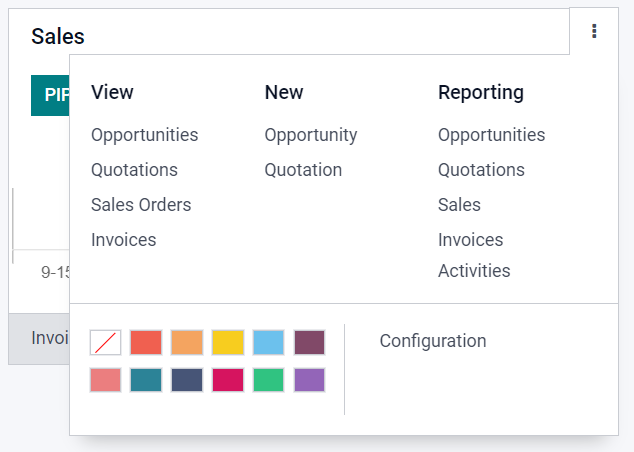 Sales
PIP
View
New
Reporting
Opportunities
Opportunity
Opportunities
Quotations
Quotation
Quotations
Sales Orders
Sales
Invoices
Invoices
Activities
9-15
Invoi
Configuration